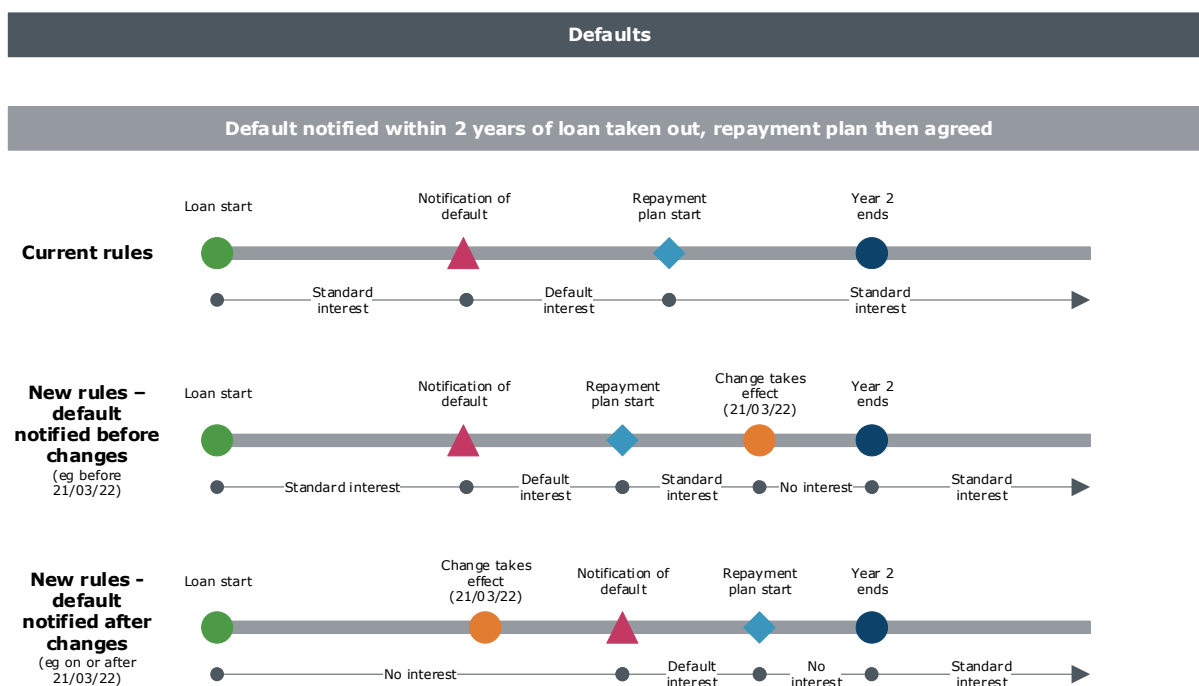 Defaults
Default notified within 2 years of loan taken out, repayment plan then agreed
Current rules
Loan start
Notification of
default
Repayment
plan start
Year 2
ends
Standard
interest
Default
interest
Standard
interest
New rules –
default
notified before
changes
(eg before
21/03/22)
Loan start
Notification of
default
Repayment
plan start
Change takes
effect
(21/03/22)
Year 2
ends
Standard interest
Default
interest
Standard
interest
No interest
Standard
interest
New rules -
default
notified after
changes
(eg on or after
21/03/22)
Loan start
Change takes
effect
(21/03/22)
Notification of
default
Repayment
plan start
Year 2
ends
No interest
Default
interest
No
interest
Standard
interest